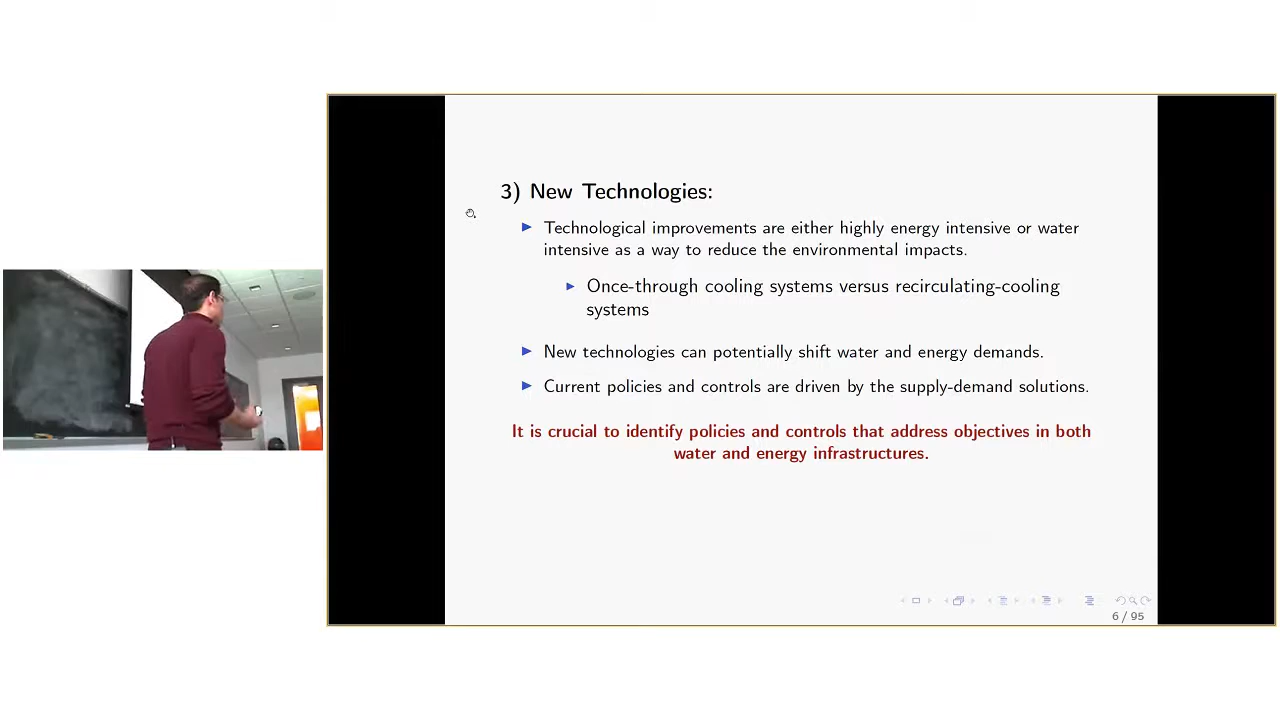 3) New Technologies:
Technological improvements are either highly energy intensive or water
intensive as a way to reduce the environmental impacts.
Once-through cooling systems versus recirculating-cooling
systems
New technologies can potentially shift water and energy demands.
Current policies and controls are driven by the supply-demand solutions.
It is crucial to identify policies and controls that address objectives in both
water and energy infrastructures.
6 / 95